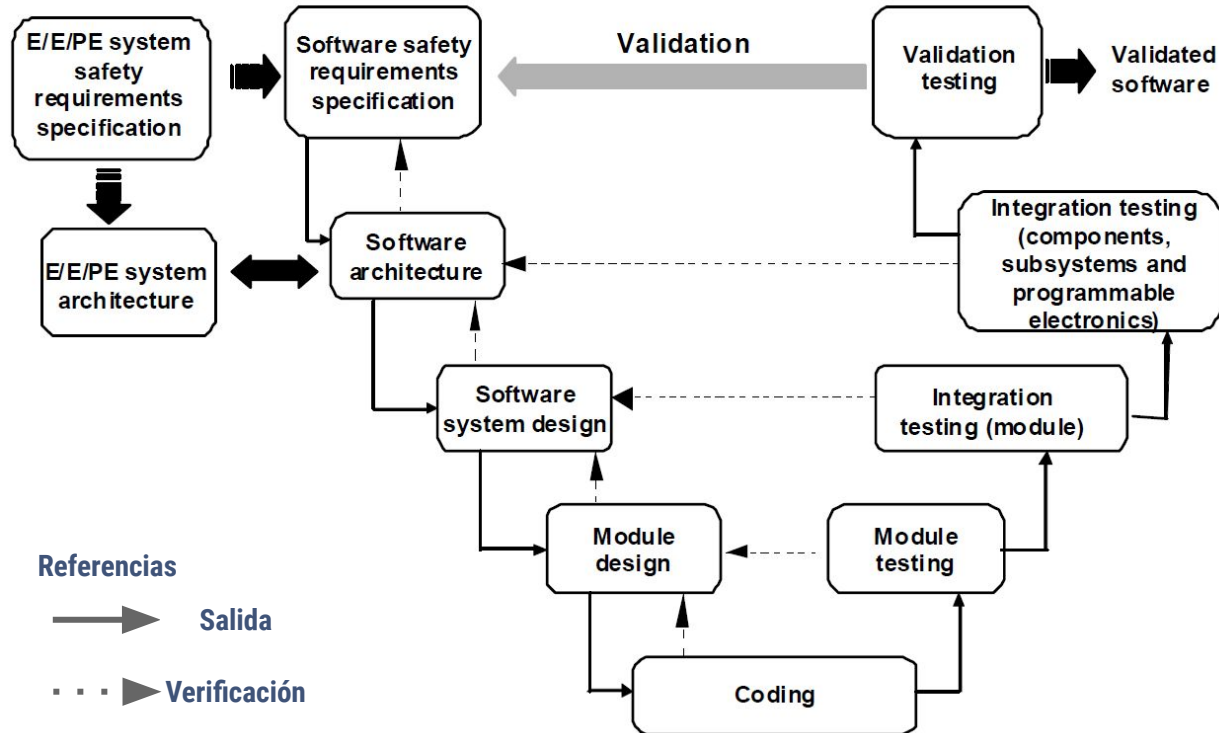 E/E/PE system
safety
requirements
specification
Software safety
requirements
specification
Validation
Validation
testing
Validated
software
E/E/PE system
architecture
Software
architecture
Integration testing
(components,
subsystems and
programmable
electronics)
Software
system design
Integration
testing (module)
Module
design
Module
testing
Coding
Referencias
Salida
Verificación